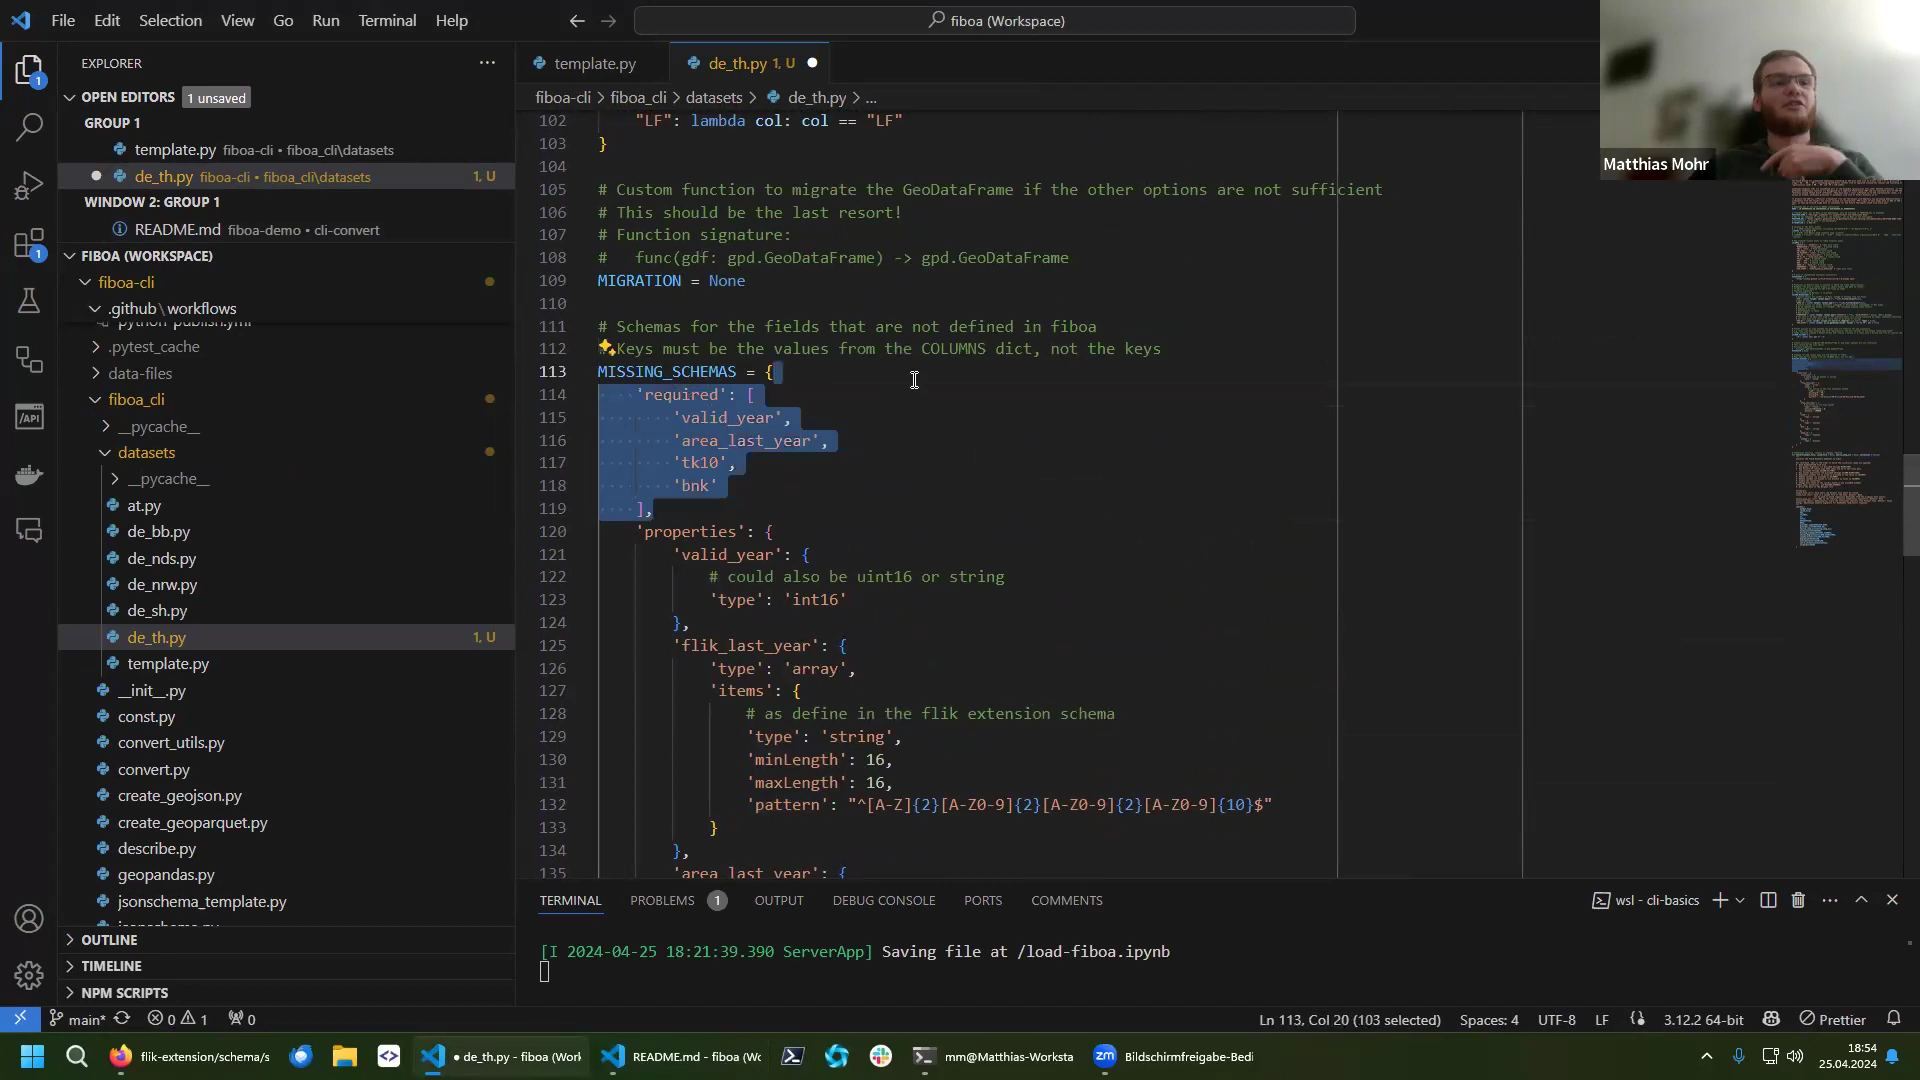 File Edit Selection View Go Run Terminal Help
fiboa (Workspace)
EXPLORER
OPEN EDITORS 1 unsaved
GROUP 1
template.py fiboa-cli • fiboa_cli\datasets
de_th.py fiboa-cli • fiboa_cli\datasets 1, U
WINDOW 2: GROUP 1
README.md fiboa-demo • cli-convert
FIBOA (WORKSPACE)
fiboa-cli
.github\workflows
python-publish.yml
.pytest_cache
data-files
fiboa_cli
__pycache__
datasets
__pycache__
at.py
de_bb.py
de_nds.py
de_nrw.py
de_sh.py
de_th.py 1, U
template.py
__init__.py
const.py
convert_utils.py
convert.py
create_geojson.py
create_geoparquet.py
describe.py
geopandas.py
jsonschema_template.py
OUTLINE
TIMELINE
NPM SCRIPTS
template.py
de_th.py 1, U
fiboa-cli > fiboa_cli > datasets > de_th.py > ...
102 "LF": lambda col: col == "LF"
103 }
104
105 # Custom function to migrate the GeoDataFrame if the other options are not sufficient
106 # This should be the last resort!
107 # Function signature:
108 #   func(gdf: gpd.GeoDataFrame) -> gpd.GeoDataFrame
109 MIGRATION = None
110
111 # Schemas for the fields that are not defined in fiboa
112 Keys must be the values from the COLUMNS dict, not the keys
113 MISSING_SCHEMAS = {
114 'required': [
115 'valid_year',
116 'area_last_year',
117 'tk10',
118 'bnk'
119 ],
120 'properties': {
121 'valid_year': {
122 # could also be uint16 or string
123 'type': 'int16'
124 },
125 'flik_last_year': {
126 'type': 'array',
127 'items': {
128 # as define in the flik extension schema
129 'type': 'string',
130 'minLength': 16,
131 'maxLength': 16,
132 'pattern': "^[A-Z]{2}[A-Z0-9]{2}[A-Z0-9]{2}[A-Z0-9]{10}$"
133 }
134 },
135 'area_last_year': {
Matthias Mohr
TERMINAL PROBLEMS 1 OUTPUT DEBUG CONSOLE PORTS COMMENTS
wsl - cli-basics
[I 2024-04-25 18:21:39.390 ServerApp] Saving file at /load-fiboa.ipynb
main* 0 1 0
Ln 113, Col 20 (103 selected) Spaces: 4 UTF-8 LF 3.12.2 64-bit Prettier
flik-extension/schema/s
de_th.py - fiboa (Work
README.md - fiboa (Wo
mm@Matthias-Worksta
zm Bildschirmfreigabe-Bedi
18:54
25.04.2024